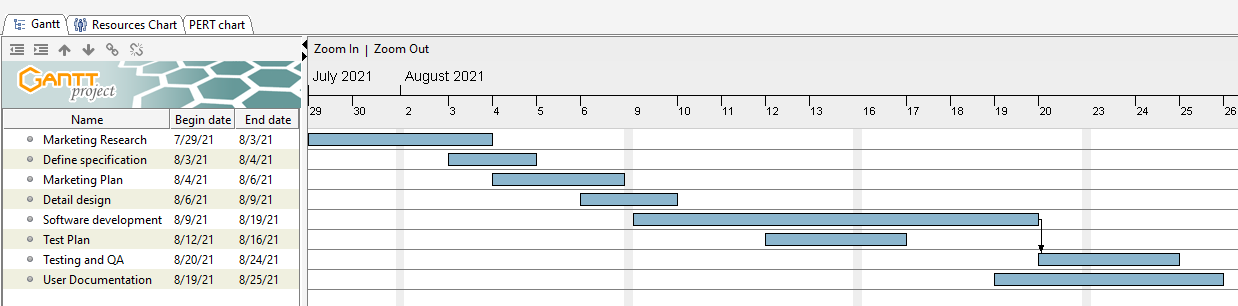 Gantt Resources Chart PERT chart
Zoom In | Zoom Out
GANTT
project
July 2021 August 2021
29 30 2 3 4 5 6 9 10 11 12 13 16 17 18 19 20 23 24 25 26
Name Begin date End date
Marketing Research 7/29/21 8/3/21
Define specification 8/3/21 8/4/21
Marketing Plan 8/4/21 8/6/21
Detail design 8/6/21 8/9/21
Software development 8/9/21 8/19/21
Test Plan 8/12/21 8/16/21
Testing and QA 8/20/21 8/24/21
User Documentation 8/19/21 8/25/21